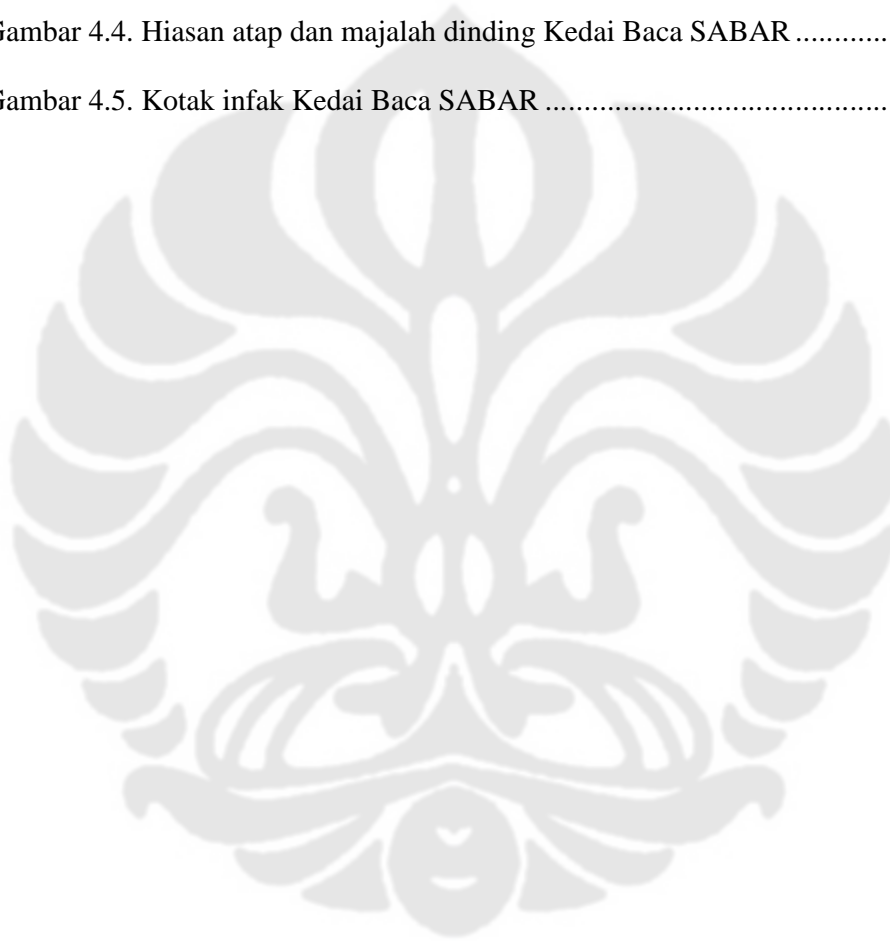 Gambar 4.4. Hiasan atap dan majalah dinding Kedai Baca SABAR ............
Gambar 4.5. Kotak infak Kedai Baca SABAR ............................................